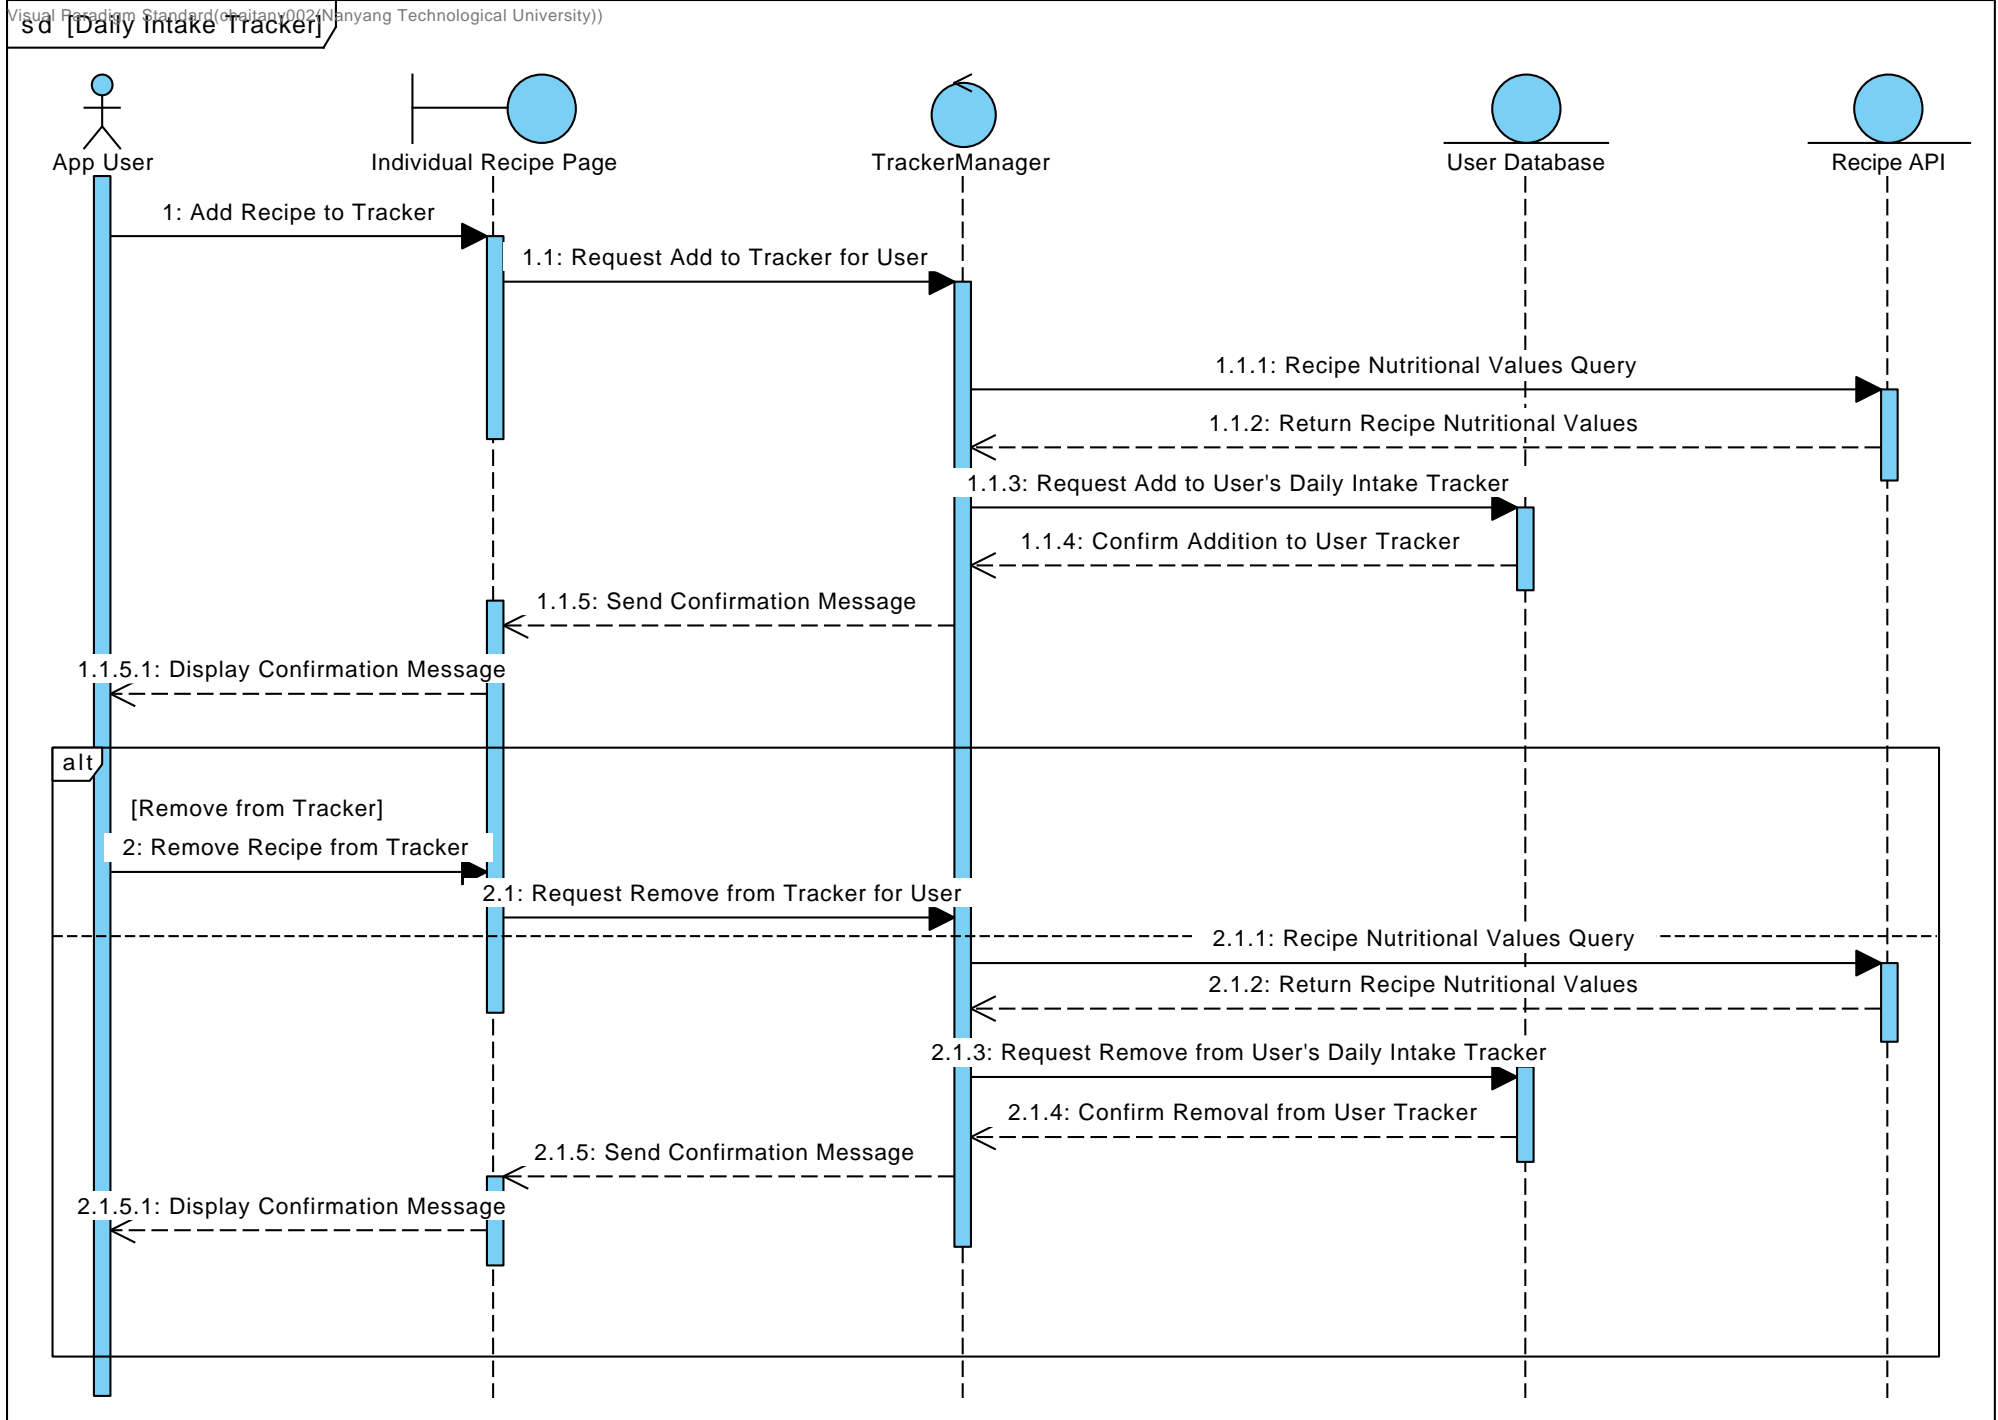 Visual Paradigm Standard(chaitany002(Nanyang Technological University))
sd [Daily Intake Tracker]
App User
Individual Recipe Page
TrackerManager
User Database
Recipe API
1: Add Recipe to Tracker
1.1: Request Add to Tracker for User
1.1.1: Recipe Nutritional Values Query
1.1.2: Return Recipe Nutritional Values
1.1.3: Request Add to User's Daily Intake Tracker
1.1.4: Confirm Addition to User Tracker
1.1.5: Send Confirmation Message
1.1.5.1: Display Confirmation Message
alt
[Remove from Tracker]
2: Remove Recipe from Tracker
2.1: Request Remove from Tracker for User
2.1.1: Recipe Nutritional Values Query
2.1.2: Return Recipe Nutritional Values
2.1.3: Request Remove from User's Daily Intake Tracker
2.1.4: Confirm Removal from User Tracker
2.1.5: Send Confirmation Message
2.1.5.1: Display Confirmation Message